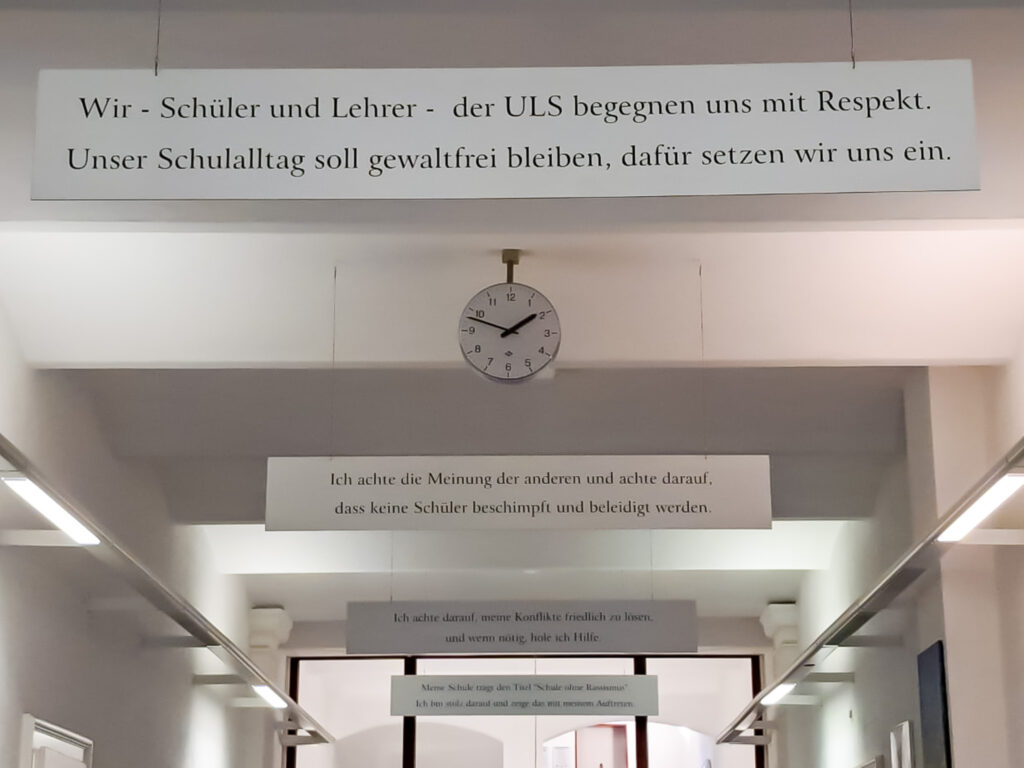 Wir - Schüler und Lehrer - der ULS begegnen uns mit Respekt.
Unser Schulalltag soll gewaltfrei bleiben, dafür setzen wir uns ein.
12
1
2
3
4
5
6
7
8
9
10
11
Ich achte die Meinung der anderen und achte darauf,
dass keine Schüler beschimpft und beleidigt werden.
Ich achte darauf, meine Konflikte friedlich zu lösen,
und wenn nötig, hole ich Hilfe.
Meine Schule trägt den Titel "Schule ohne Rassismus".
Ich bin stolz darauf und zeige das mit meinem Auftreten.